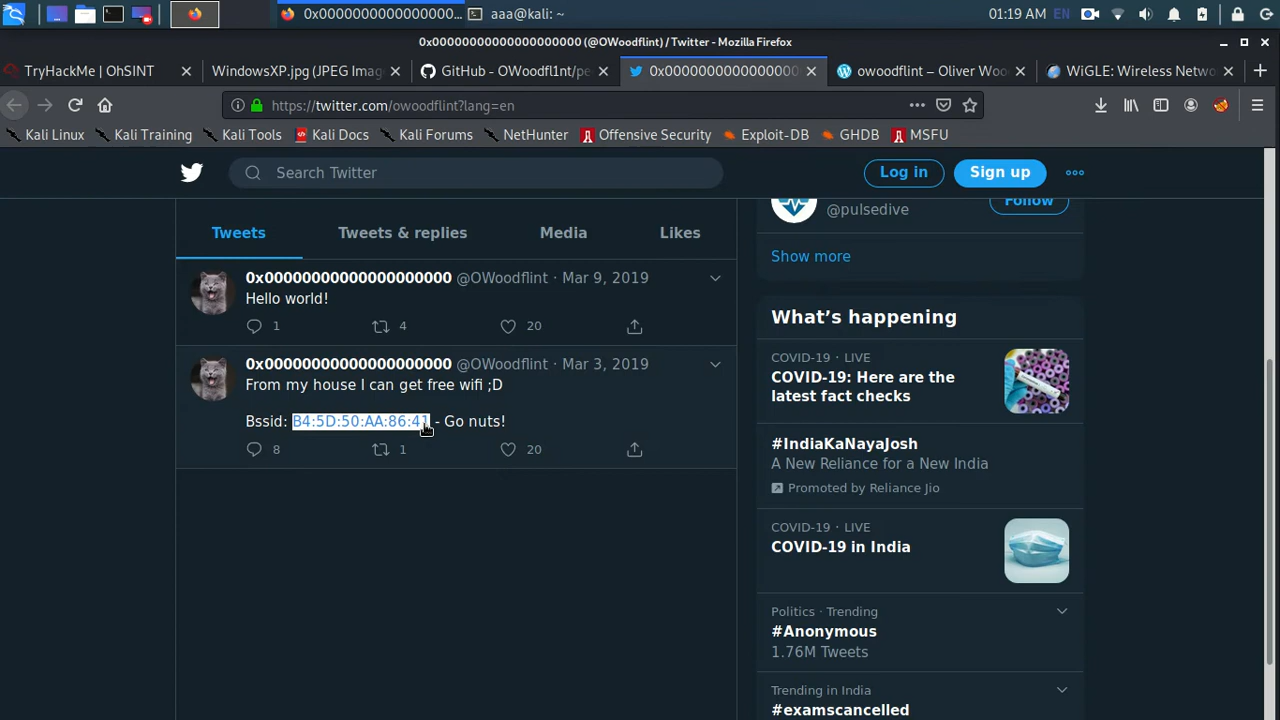 0x0000000000000000...
aaa@kali: ~
01:19 AM EN
0x00000000000000000000 (@OWoodflint) / Twitter - Mozilla Firefox
TryHackMe | OhSINT
WindowsXP.jpg (JPEG Imag
GitHub - OWoodfl1nt/pe
0x0000000000000000
owoodflint – Oliver Woo
WiGLE: Wireless Netwo
https://twitter.com/owoodflint?lang=en
Kali Linux
Kali Training
Kali Tools
Kali Docs
Kali Forums
NetHunter
Offensive Security
Exploit-DB
GHDB
MSFU
Search Twitter
Log in
Sign up
Tweets
Tweets & replies
Media
Likes
0x00000000000000000000 @OWoodflint · Mar 9, 2019
Hello world!
1
4
20
0x00000000000000000000 @OWoodflint · Mar 3, 2019
From my house I can get free wifi ;D
Bssid: B4:5D:50:AA:86:41 - Go nuts!
8
1
20
@pulsedive
Follow
Show more
What's happening
COVID-19 · LIVE
COVID-19: Here are the
latest fact checks
#IndiaKaNayaJosh
A New Reliance for a New India
Promoted by Reliance Jio
COVID-19 · LIVE
COVID-19 in India
Politics · Trending
#Anonymous
1.76M Tweets
Trending in India
#examscancelled